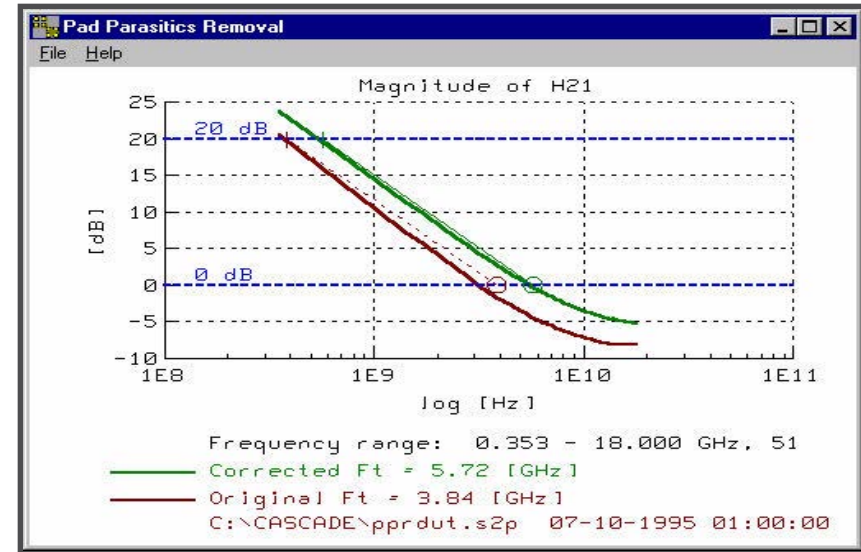 Pad Parasitics Removal
File Help
Magnitude of H21
25
20 dB
20
15
10
[dB]
5
0 dB
0
-5
-10
1E8 1E9 1E10 1E11
log [Hz]
Frequency range: 0.353 - 18.000 GHz, 51
Corrected Ft = 5.72 [GHz]
Original Ft = 3.84 [GHz]
C:\CASCADE\pprdut.s2p 07-10-1995 01:00:00